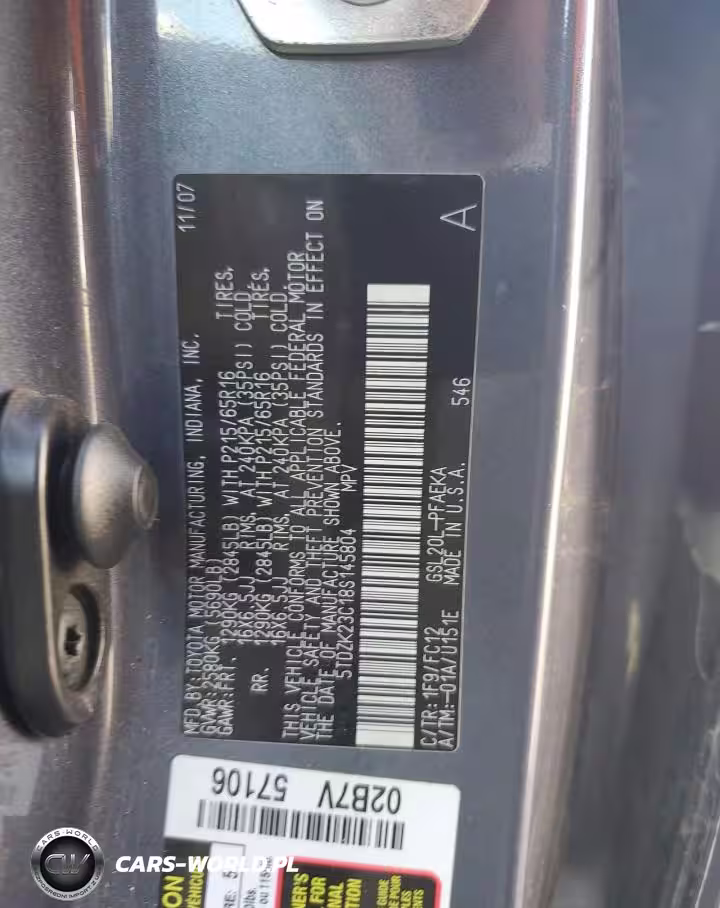 MFD.BY:TOYOTA MOTOR MANUFACTURING, INDIANA, INC. 11/07
GVWR:2580KG (5690LB)
GAWR:FRT. 1290KG (2845LB) WITH P215/65R16 TIRES,
16X6.5JJ RIMS, AT 240KPA (35PSI) COLD
RR. 1290KG (2845LB) WITH P215/65R16 TIRES,
16X6.5JJ RIMS, AT 240KPA (35PSI) COLD.
THIS VEHICLE CONFORMS TO ALL APPLICABLE FEDERAL MOTOR
VEHICLE SAFETY AND THEFT PREVENTION STANDARDS IN EFFECT ON
THE DATE OF MANUFACTURE SHOWN ABOVE.
5TDZK23C18S145804 MPV
C/TR:1F9/FC12 GSL20L-PFAEKA
A/TM:-01A/U151E MADE IN U.S.A. 546
A
02B7V 57106
CARS-WORLD
CW
CARS-WORLD.PL